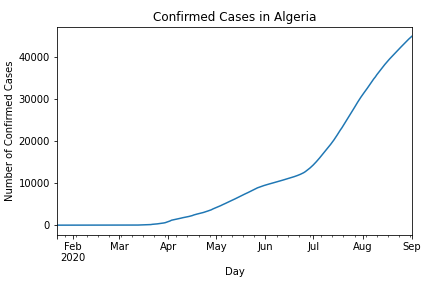 Confirmed Cases in Algeria
Number of Confirmed Cases
40000
30000
20000
10000
0
Feb Mar Apr May Jun Jul Aug Sep
2020
Day